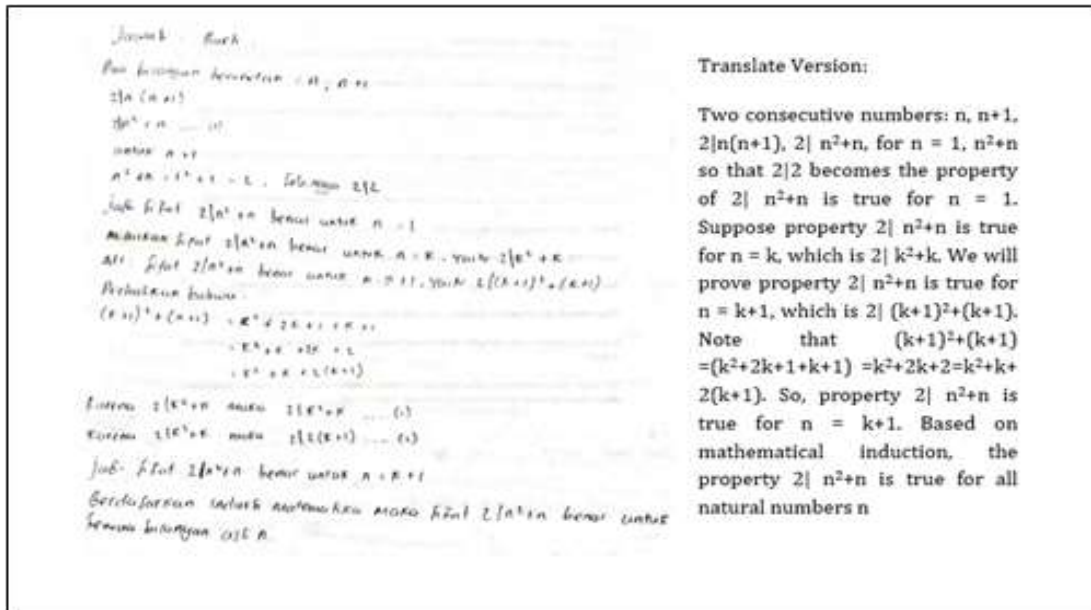 Jawab : Bukti
Dua bilangan berurutan : n, n+1
2|n (n+1)
2|n² + n .... (1)
untuk n = 1
n² + n = 1² + 1 = 2, Sehingga 2|2
Jadi Sifat 2|n² + n benar untuk n = 1
Misalkan Sifat 2|n² + n benar untuk n = k, yaitu 2|k² + k
Sifat 2|n² + n benar untuk n = k + 1, yaitu 2|(k+1)² + (k+1)
Perhatikan bahwa
= k² + 2k + 1 + k + 1
= k² + k + 2k + 2
= k² + k + 2(k+1)
Karena 2|k² + k maka 2|k² + k .... (1)
Karena 2|k² + k maka 2|2(k+1) .... (2)
Jadi Sifat 2|n² + n benar untuk n = k + 1
Berdasarkan induksi matematika maka Sifat 2|n² + n benar untuk
Semua bilangan asli n.
Translate Version:
Two consecutive numbers: n, n+1,
2|n(n+1), 2| n²+n, for n = 1, n²+n
so that 2|2 becomes the property
of 2| n²+n is true for n = 1.
Suppose property 2| n²+n is true
for n = k, which is 2| k²+k. We will
prove property 2| n²+n is true for
n = k+1, which is 2| (k+1)²+(k+1).
Note that (k+1)²+(k+1)
=(k²+2k+1+k+1) =k²+2k+2=k²+k+
2(k+1). So, property 2| n²+n is
true for n = k+1. Based on
mathematical induction, the
property 2| n²+n is true for all
natural numbers n